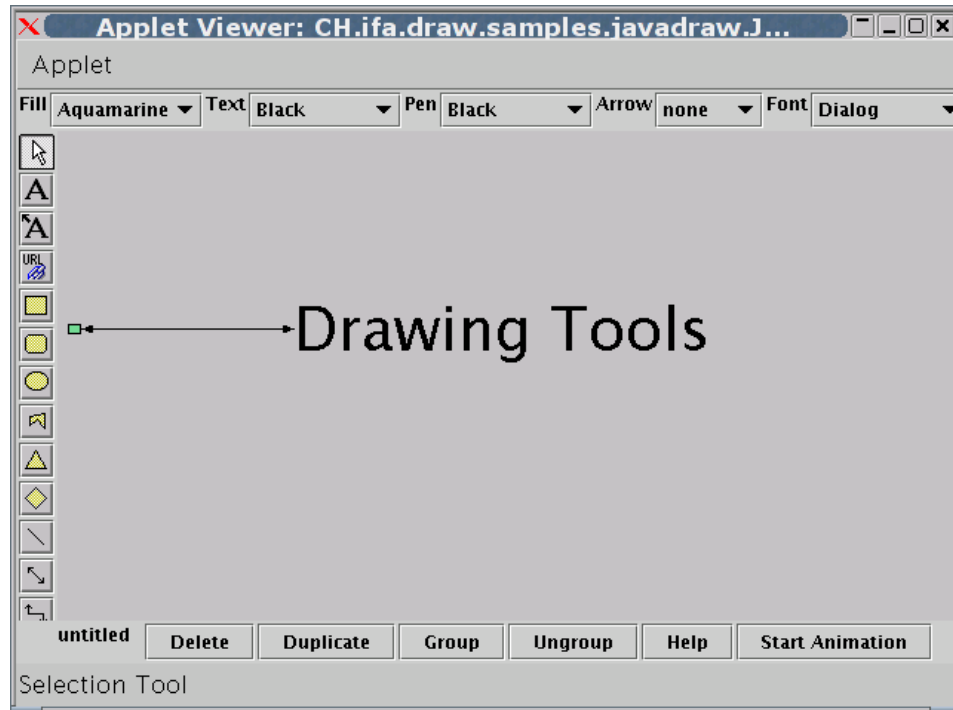 Applet Viewer: CH.ifa.draw.samples.javadraw.J...
Applet
Fill Aquamarine Text Black Pen Black Arrow none Font Dialog
A
A
URL
Drawing Tools
untitled Delete Duplicate Group Ungroup Help Start Animation
Selection Tool